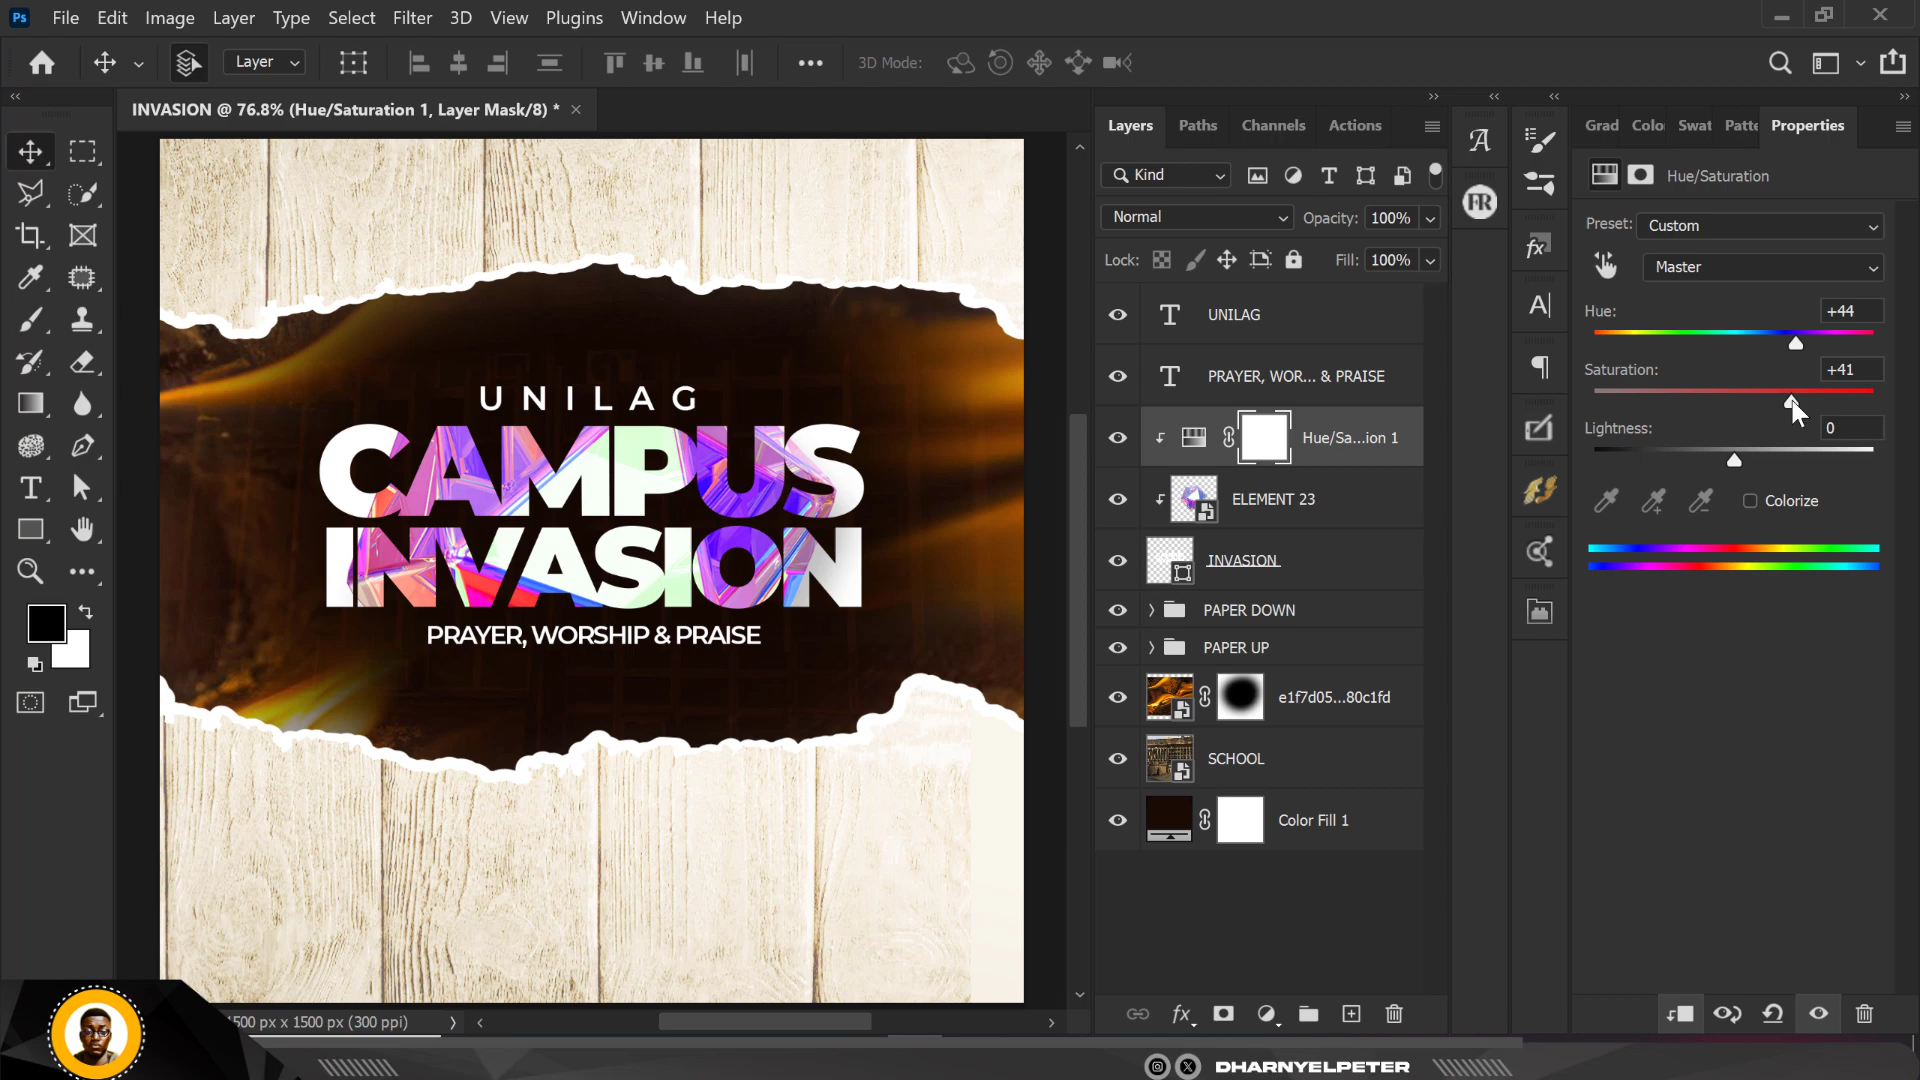 Ps File Edit Image Layer Type Select Filter 3D View Plugins Window Help
Layer 3D Mode:
INVASION @ 76.8% (Hue/Saturation 1, Layer Mask/8) *
UNILAG
CAMPUS
INVASION
PRAYER, WORSHIP & PRAISE
1500 px x 1500 px (300 ppi)
Layers Paths Channels Actions
Kind
Normal Opacity: 100%
Lock: Fill: 100%
UNILAG
PRAYER, WOR... & PRAISE
Hue/Sa...ion 1
ELEMENT 23
INVASION
PAPER DOWN
PAPER UP
e1f7d05...80c1fd
SCHOOL
Color Fill 1
fx
A
FR
fx
A|
Grad Colo Swat Patte Properties
Hue/Saturation
Preset: Custom
Master
Hue: +44
Saturation: +41
Lightness: 0
Colorize
DHARNYELPETER